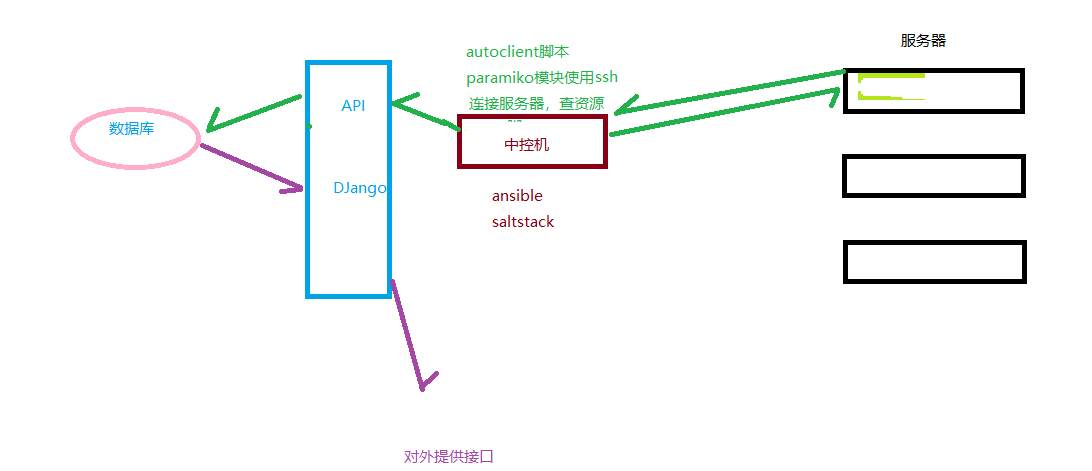 服务器
autoclient脚本
paramiko模块使用ssh
连接服务器，查资源
API
数据库
中控机
DJango
ansible
saltstack
对外提供接口